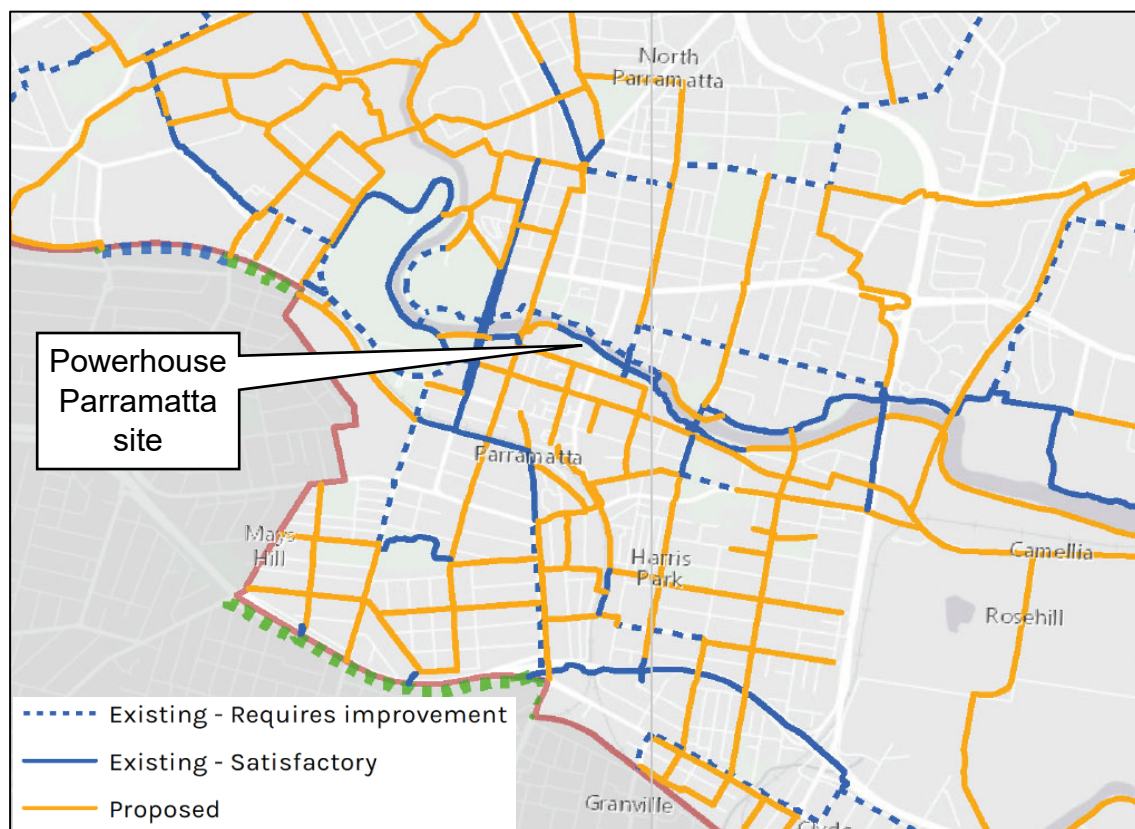 North
Parramatta
Powerhouse
Parramatta
site
Parramatta
Mays
Hill
Harris
Park
Camellia
Rosehill
Existing - Requires improvement
Existing - Satisfactory
Proposed
Granville
Clyde